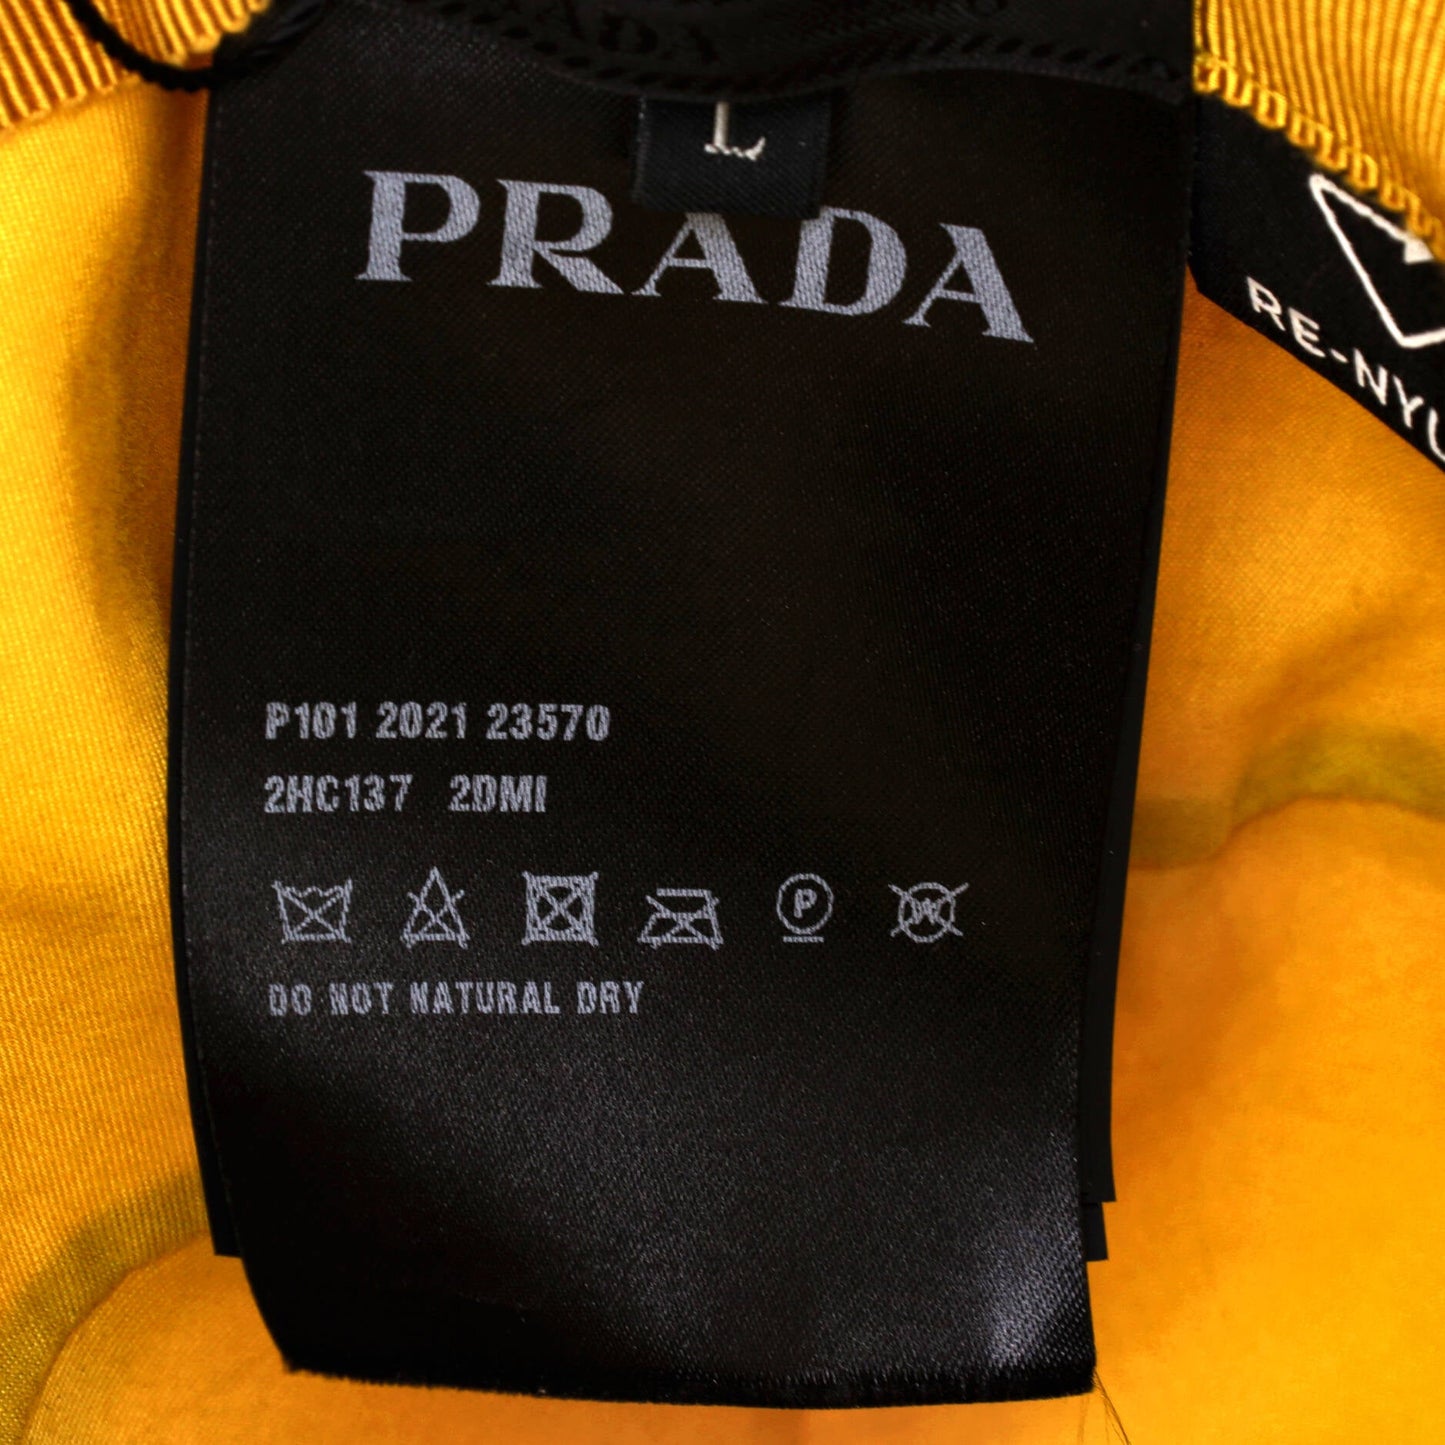 L
PRADA
RE-NYL
P101 2021 23570
2HC137 2DMI
P
W
DO NOT NATURAL DRY